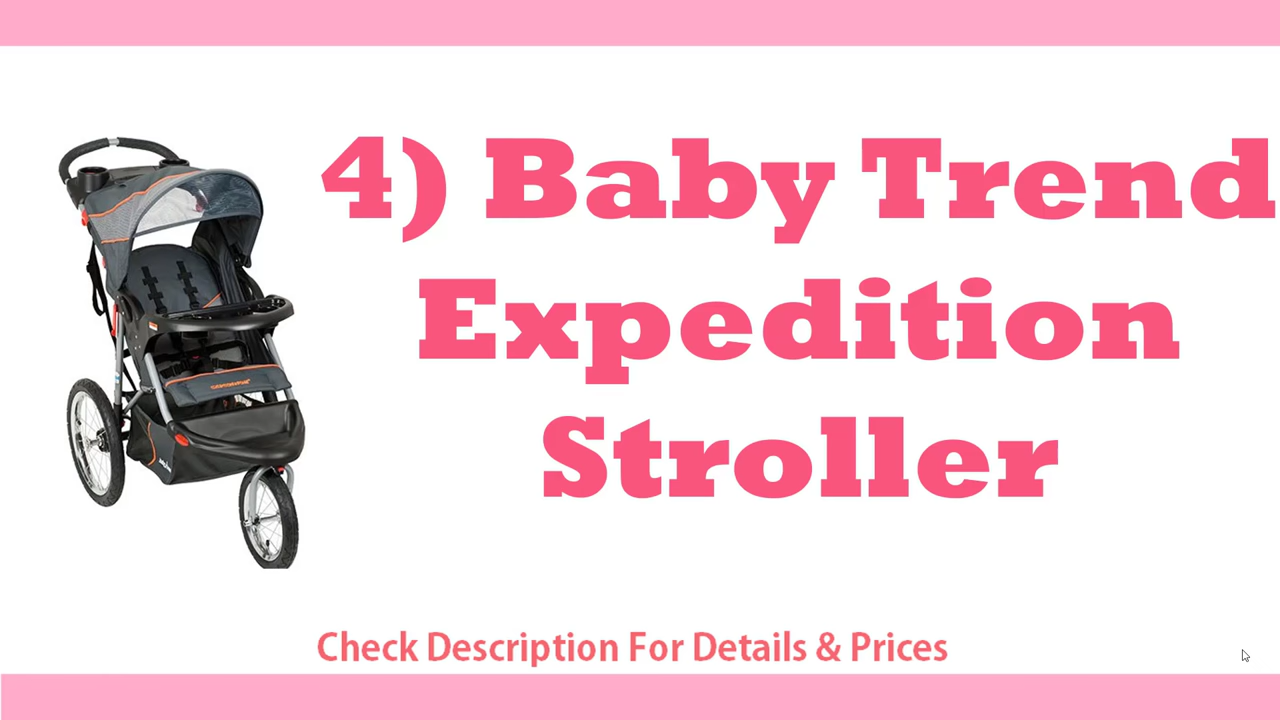 4) Baby Trend
Expedition
Stroller
Check Description For Details & Prices